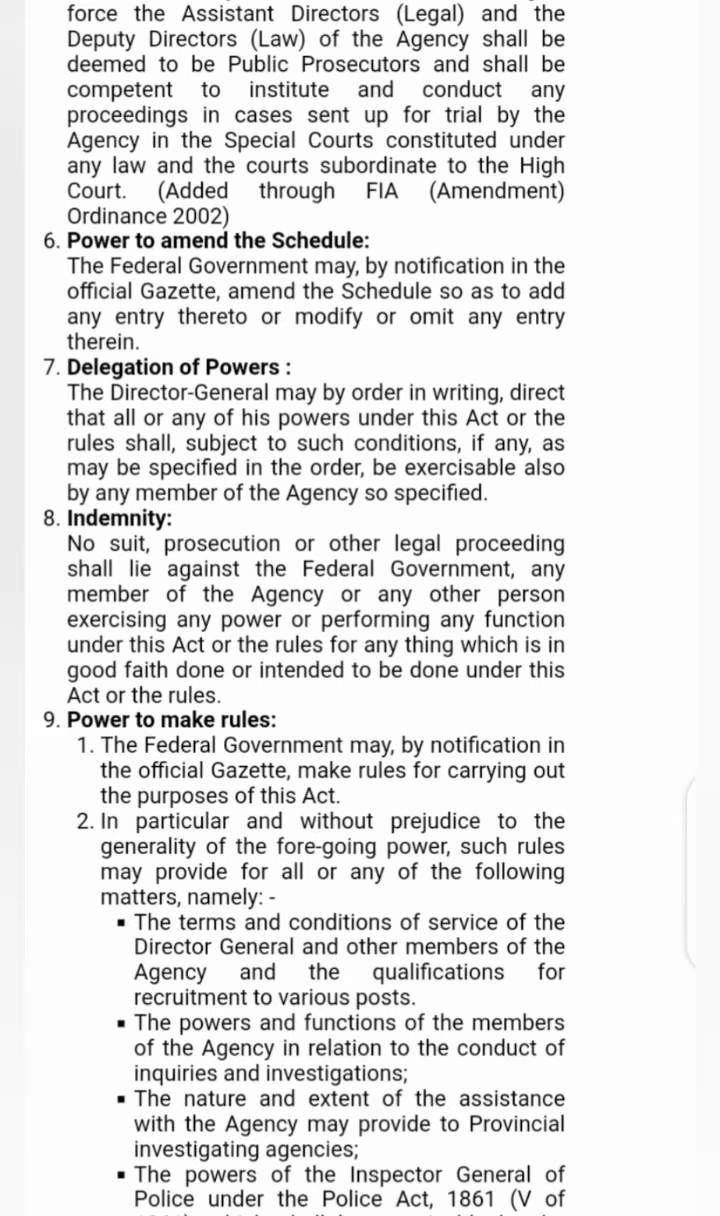 force the Assistant Directors (Legal) and the
Deputy Directors (Law) of the Agency shall be
deemed to be Public Prosecutors and shall be
competent to institute and conduct any
proceedings in cases sent up for trial by the
Agency in the Special Courts constituted under
any law and the courts subordinate to the High
Court. (Added through FIA (Amendment)
Ordinance 2002)
6. Power to amend the Schedule:
The Federal Government may, by notification in the
official Gazette, amend the Schedule so as to add
any entry thereto or modify or omit any entry
therein.
7. Delegation of Powers :
The Director-General may by order in writing, direct
that all or any of his powers under this Act or the
rules shall, subject to such conditions, if any, as
may be specified in the order, be exercisable also
by any member of the Agency so specified.
8. Indemnity:
No suit, prosecution or other legal proceeding
shall lie against the Federal Government, any
member of the Agency or any other person
exercising any power or performing any function
under this Act or the rules for any thing which is in
good faith done or intended to be done under this
Act or the rules.
9. Power to make rules:
1. The Federal Government may, by notification in
the official Gazette, make rules for carrying out
the purposes of this Act.
2. In particular and without prejudice to the
generality of the fore-going power, such rules
may provide for all or any of the following
matters, namely: -
▪ The terms and conditions of service of the
Director General and other members of the
Agency and the qualifications for
recruitment to various posts.
▪ The powers and functions of the members
of the Agency in relation to the conduct of
inquiries and investigations;
▪ The nature and extent of the assistance
with the Agency may provide to Provincial
investigating agencies;
▪ The powers of the Inspector General of
Police under the Police Act, 1861 (V of